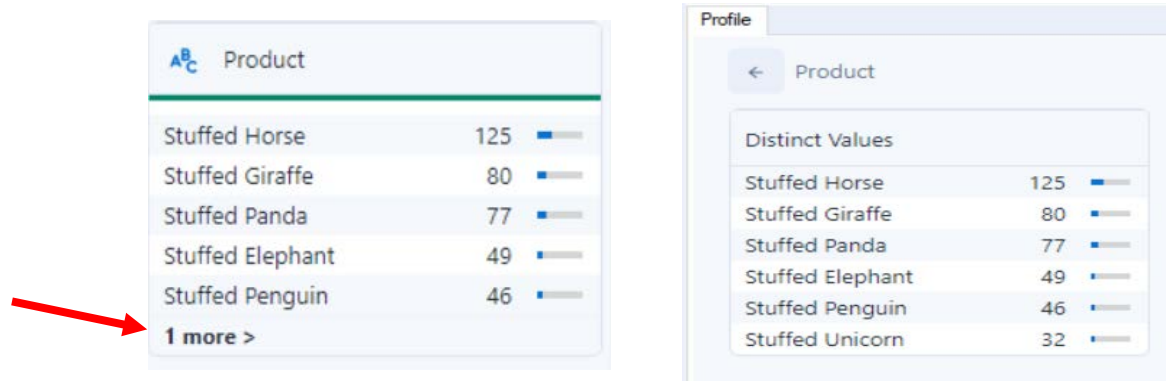 ABC Product
Stuffed Horse 125
Stuffed Giraffe 80
Stuffed Panda 77
Stuffed Elephant 49
Stuffed Penguin 46
1 more >
Profile
← Product
Distinct Values
Stuffed Horse 125
Stuffed Giraffe 80
Stuffed Panda 77
Stuffed Elephant 49
Stuffed Penguin 46
Stuffed Unicorn 32